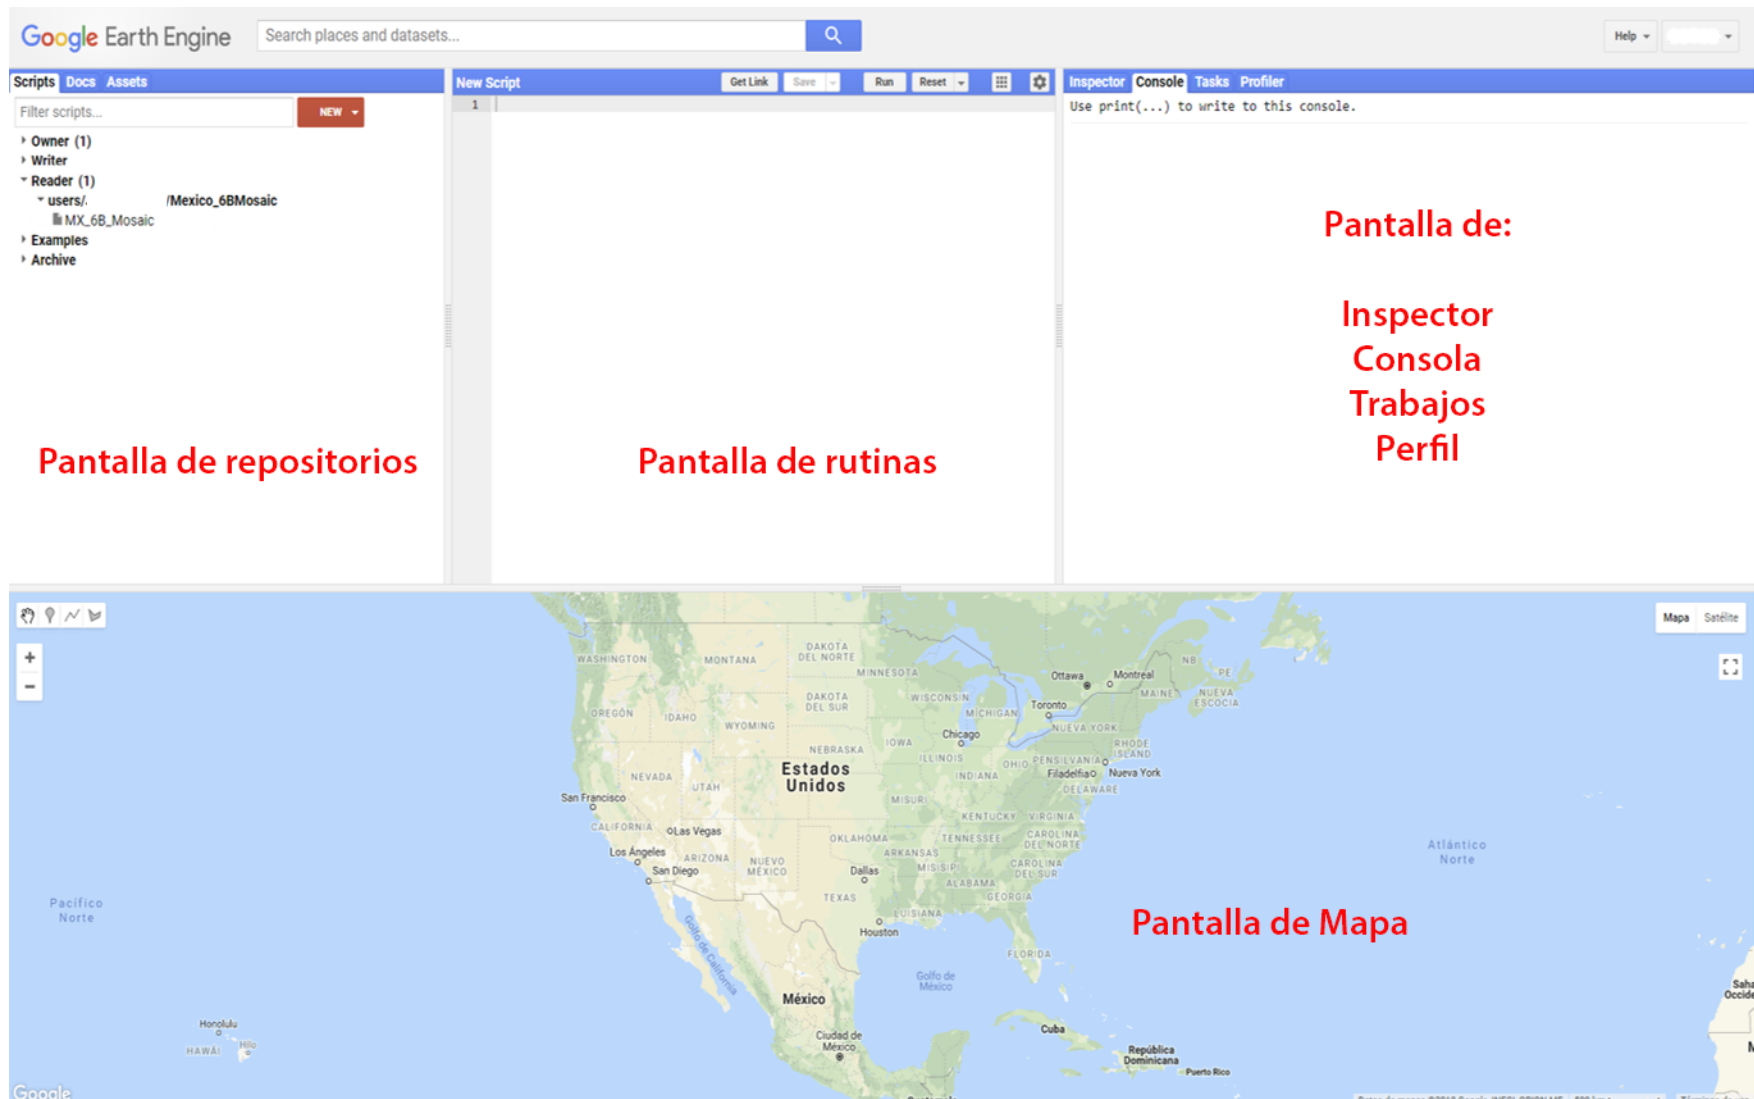 Google Earth Engine
Search places and datasets...
Help
Scripts Docs Assets
Filter scripts...
NEW
Owner (1)
Writer
Reader (1)
users/. /Mexico_6BMosaic
MX_6B_Mosaic
Examples
Archive
Pantalla de repositorios
New Script
Get Link Save Run Reset
1
Pantalla de rutinas
Inspector Console Tasks Profiler
Use print(...) to write to this console.
Pantalla de:
Inspector
Consola
Trabajos
Perfil
Mapa Satélite
+
−
WASHINGTON
MONTANA
DAKOTA
DEL NORTE
MINNESOTA
Ottawa
Montreal
NB
PE
MAINE
NUEVA
ESCOCIA
OREGÓN
IDAHO
WYOMING
DAKOTA
DEL SUR
WISCONSIN
MÍCHIGAN
Toronto
NUEVA YORK
Chicago
NEBRASKA
IOWA
ILLINOIS
INDIANA
OHIO
PENSILVANIA
RHODE
ISLAND
Filadelfia
Nueva York
DELAWARE
NEVADA
UTAH
Estados
Unidos
San Francisco
MISURI
KENTUCKY
VIRGINIA
CALIFORNIA
Las Vegas
OKLAHOMA
TENNESSEE
CAROLINA
DEL NORTE
Los Ángeles
ARIZONA
NUEVO
MÉXICO
ARKANSAS
MISISIPI
CAROLINA
DEL SUR
San Diego
Dallas
ALABAMA
GEORGIA
TEXAS
LUISIANA
Houston
FLORIDA
Atlántico
Norte
Pacífico
Norte
Pantalla de Mapa
Golfo de California
Golfo de
México
México
Ciudad de
México
Cuba
República
Dominicana
Puerto Rico
Honolulu
HAWÁI
Hilo
Google